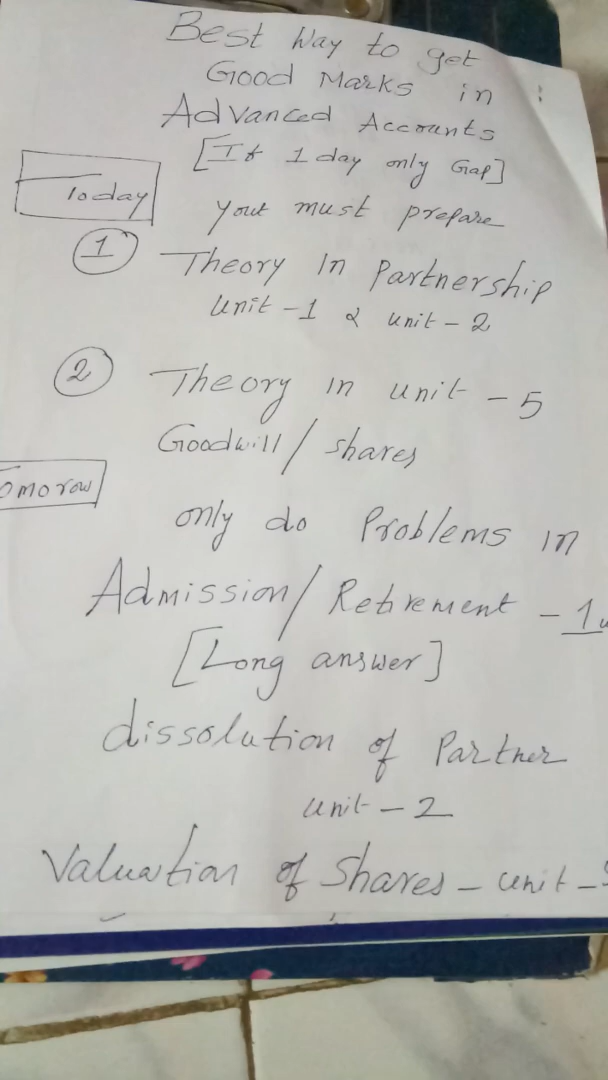 Best Way to get
Good Marks in
Advanced Accounts
[If 1 day only Gap]
Today
you must prepare
1 Theory in Partnership
Unit-1 & unit-2
2 Theory in unit-5
Goodwill/shares
omorow
only do Problems in
Admission/Retirement - 1
[Long answer]
dissolution of Partner
unit-2
Valuation of Shares - unit-